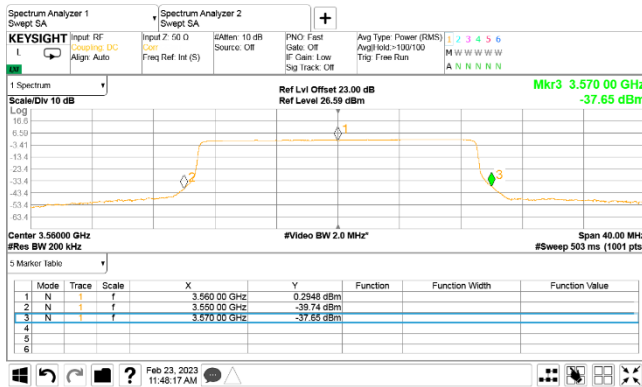 Spectrum Analyzer 1
Swept SA
Spectrum Analyzer 2
Swept SA
+
KEYSIGHT
L
Input: RF
Coupling: DC
Align: Auto
Input Z: 50 Ω
Corr
Freq Ref: Int (S)
#Atten: 10 dB
Source: Off
PNO: Fast
Gate: Off
IF Gain: Low
Sig Track: Off
Avg Type: Power (RMS)
Avg|Hold:>100/100
Trig: Free Run
1 2 3 4 5 6
M W W W W W
A N N N N N
1 Spectrum
Scale/Div 10 dB
Ref Lvl Offset 23.00 dB
Ref Level 26.59 dBm
Mkr3 3.570 00 GHz
-37.65 dBm
Log
16.6
6.59
-3.41
-13.4
-23.4
-33.4
-43.4
-53.4
-63.4
1
2
3
Center 3.56000 GHz
#Res BW 200 kHz
#Video BW 2.0 MHz*
Span 40.00 MHz
#Sweep 503 ms (1001 pts
5 Marker Table
Mode Trace Scale X Y Function Function Width Function Value
1 N 1 f 3.560 00 GHz 0.2948 dBm
2 N 1 f 3.550 00 GHz -39.74 dBm
3 N 1 f 3.570 00 GHz -37.65 dBm
4
5
6
?
Feb 23, 2023
11:48:17 AM